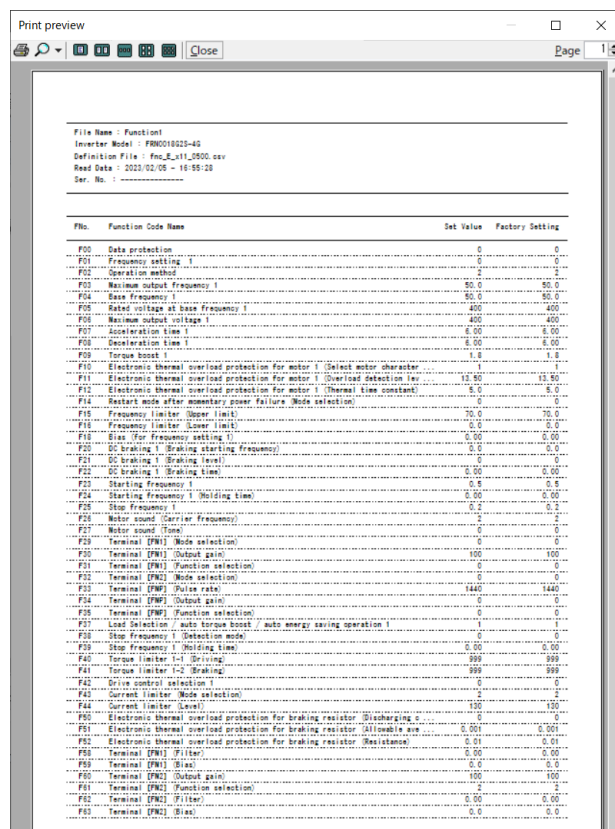 Print preview
Close
Page 1
File Name : Function1
Inverter Model : FRN0018G2S-4G
Definition File : fnc_E_x11_0500.csv
Read Data : 2023/02/05 - 16:55:28
Ser. No. : ---------------
FNo. Function Code Name Set Value Factory Setting
F00 Data protection 0 0
F01 Frequency setting 1 0 0
F02 Operation method 2 2
F03 Maximum output frequency 1 50.0 50.0
F04 Base frequency 1 50.0 50.0
F05 Rated voltage at base frequency 1 400 400
F06 Maximum output voltage 1 400 400
F07 Acceleration time 1 6.00 6.00
F08 Deceleration time 1 6.00 6.00
F09 Torque boost 1 1.8 1.8
F10 Electronic thermal overload protection for motor 1 (Select motor character ... 1 1
F11 Electronic thermal overload protection for motor 1 (Overload detection lev ... 13.50 13.50
F12 Electronic thermal overload protection for motor 1 (Thermal time constant) 5.0 5.0
F14 Restart mode after momentary power failure (Mode selection) 0 0
F15 Frequency limiter (Upper limit) 70.0 70.0
F16 Frequency limiter (Lower limit) 0.0 0.0
F18 Bias (for frequency setting 1) 0.00 0.00
F20 DC braking 1 (Braking starting frequency) 0.0 0.0
F21 DC braking 1 (Braking level) 0 0
F22 DC braking 1 (Braking time) 0.00 0.00
F23 Starting frequency 1 0.5 0.5
F24 Starting frequency 1 (Holding time) 0.00 0.00
F25 Stop frequency 1 0.2 0.2
F26 Motor sound (Carrier frequency) 2 2
F27 Motor sound (Tone) 0 0
F29 Terminal [FM1] (Mode selection) 0 0
F30 Terminal [FM1] (Output gain) 100 100
F31 Terminal [FM1] (Function selection) 0 0
F32 Terminal [FM2] (Mode selection) 0 0
F33 Terminal [FMP] (Pulse rate) 1440 1440
F34 Terminal [FMP] (Output gain) 0 0
F35 Terminal [FMP] (Function selection) 0 0
F37 Load Selection / auto torque boost / auto energy saving operation 1 1 1
F38 Stop frequency 1 (Detection mode) 0 0
F39 Stop frequency 1 (Holding time) 0.00 0.00
F40 Torque limiter 1-1 (Driving) 999 999
F41 Torque limiter 1-2 (Braking) 999 999
F42 Drive control selection 1 0 0
F43 Current limiter (Mode selection) 2 2
F44 Current limiter (Level) 130 130
F50 Electronic thermal overload protection for braking resistor (Discharging c ... 0 0
F51 Electronic thermal overload protection for braking resistor (Allowable ave ... 0.001 0.001
F52 Electronic thermal overload protection for braking resistor (Resistance) 0.01 0.01
F58 Terminal [FM1] (Filter) 0.00 0.00
F59 Terminal [FM1] (Bias) 0.0 0.0
F60 Terminal [FM2] (Output gain) 100 100
F61 Terminal [FM2] (Function selection) 2 2
F62 Terminal [FM2] (Filter) 0.00 0.00
F63 Terminal [FM2] (Bias) 0.0 0.0